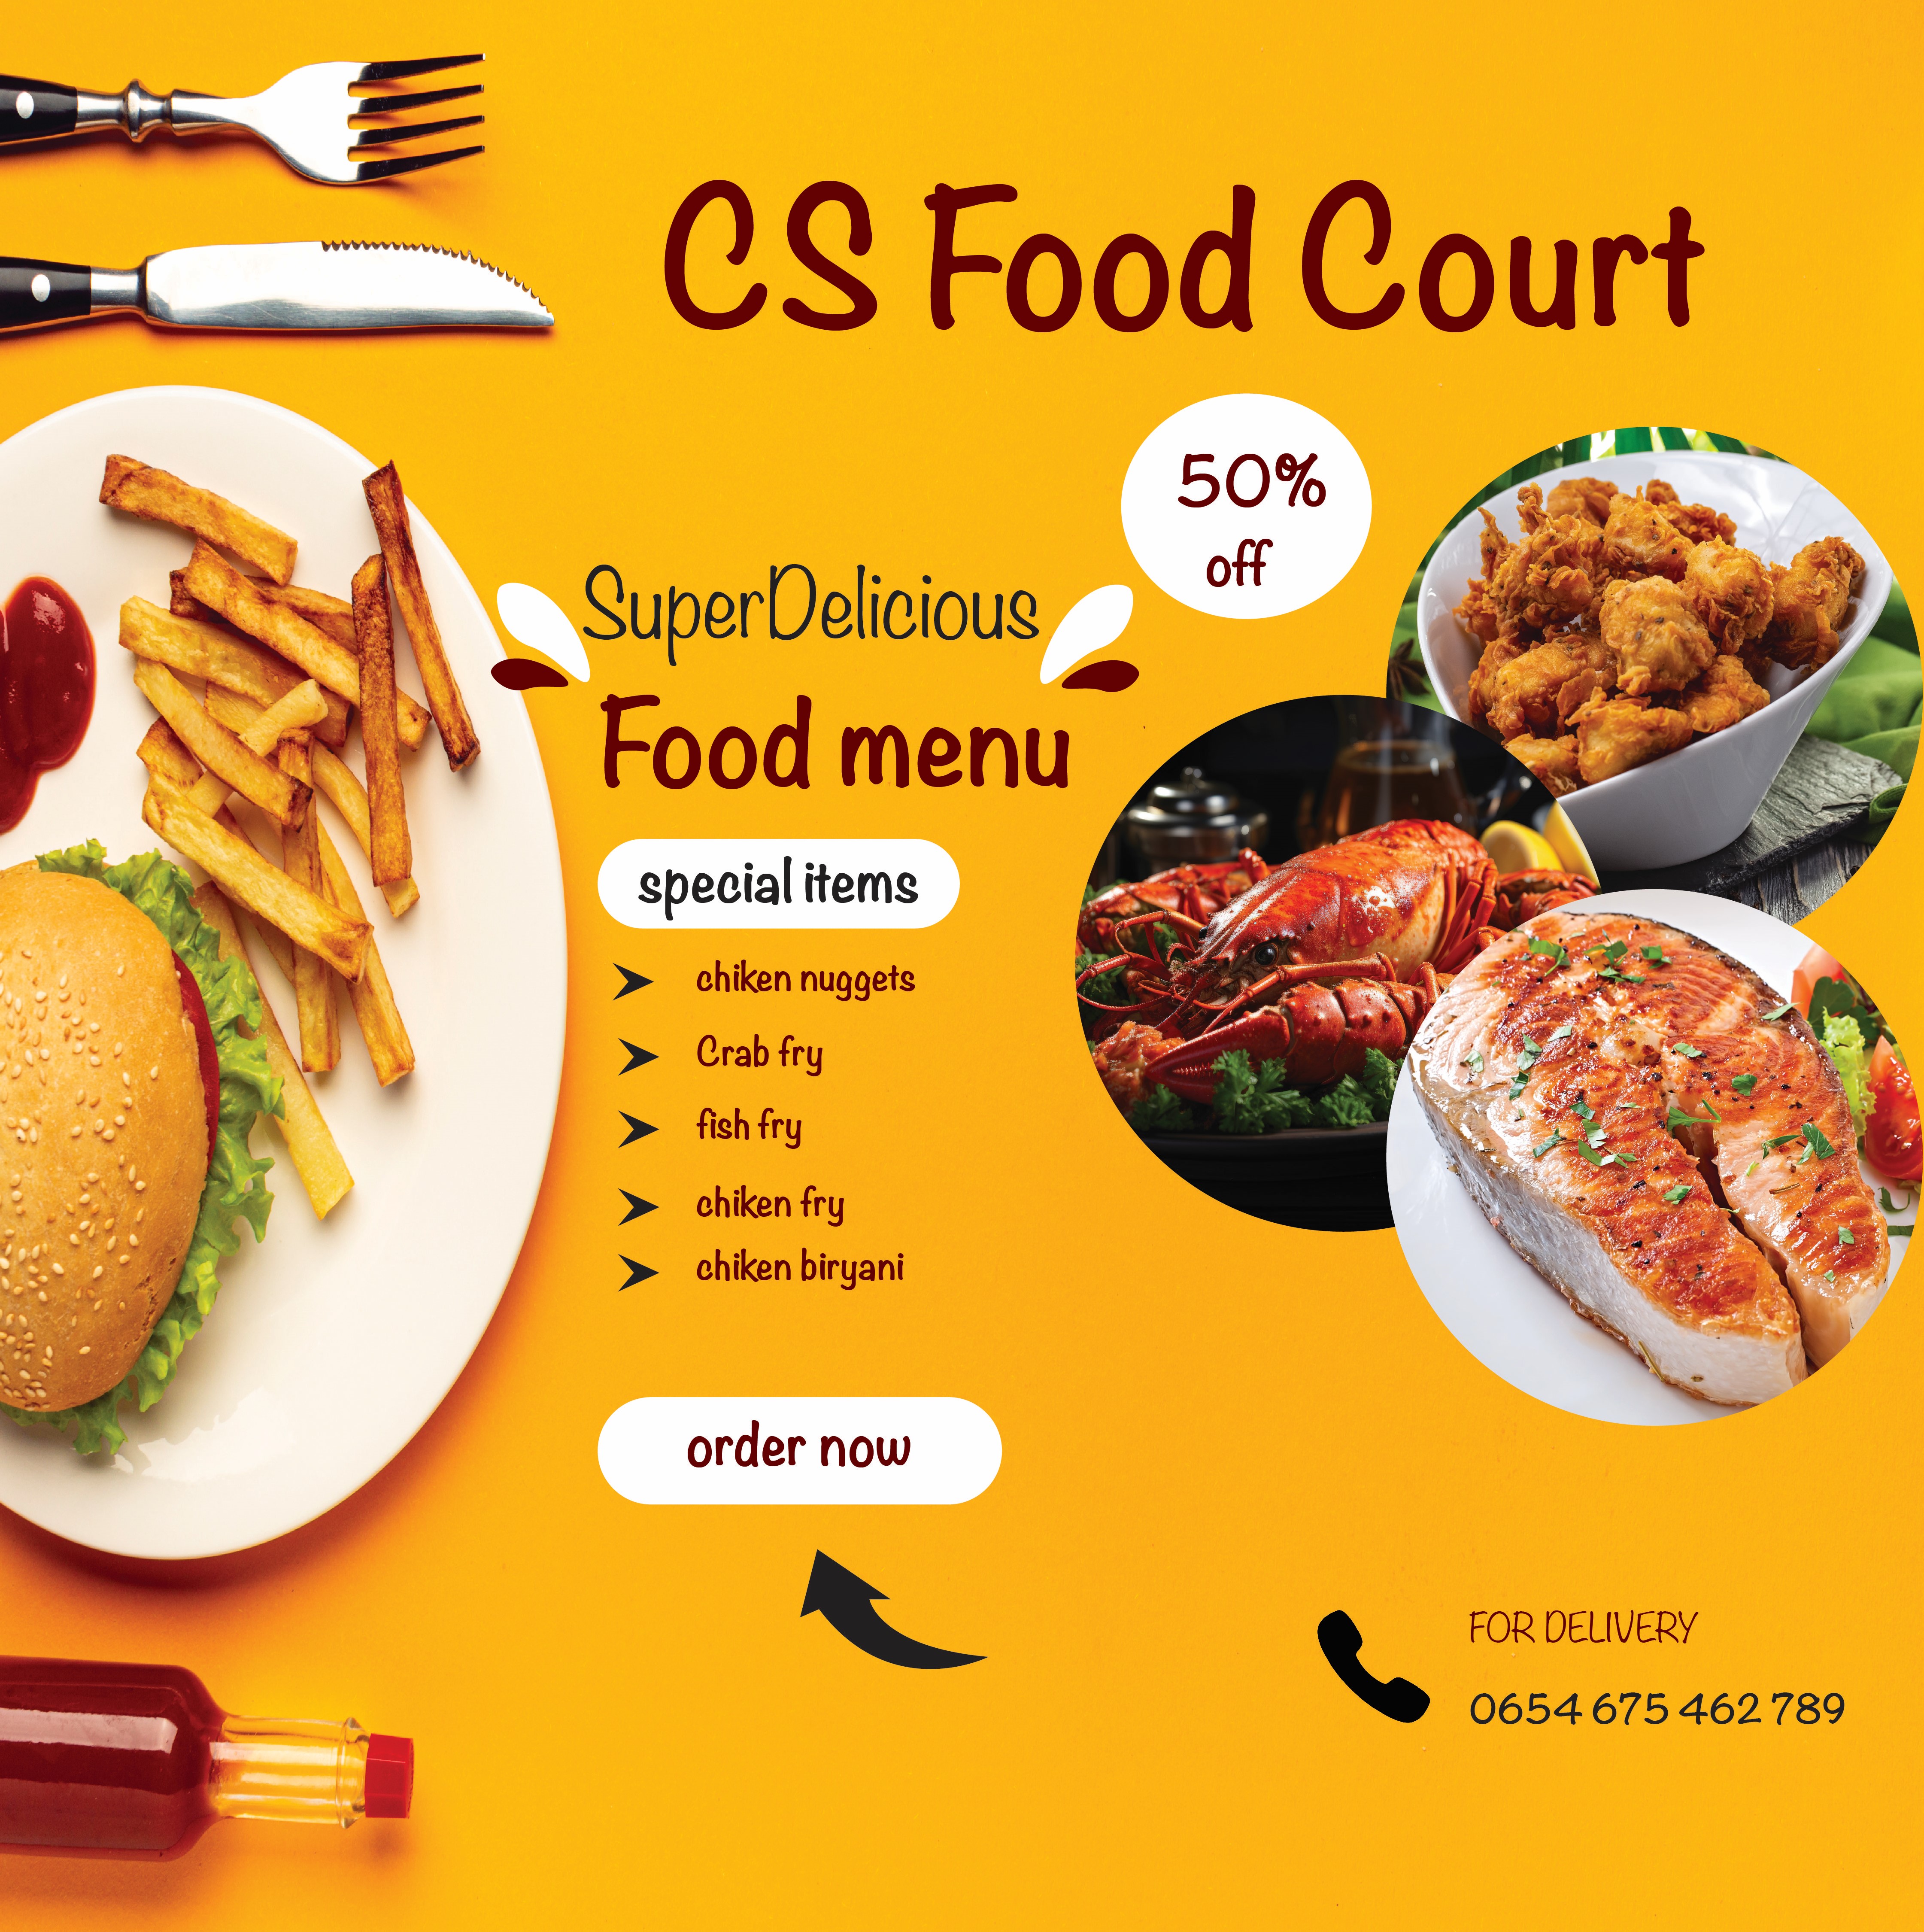 CS Food Court
50%
off
SuperDelicious
Food menu
special items
chiken nuggets
Crab fry
fish fry
chiken fry
chiken biryani
order now
FOR DELIVERY
0654 675 462 789